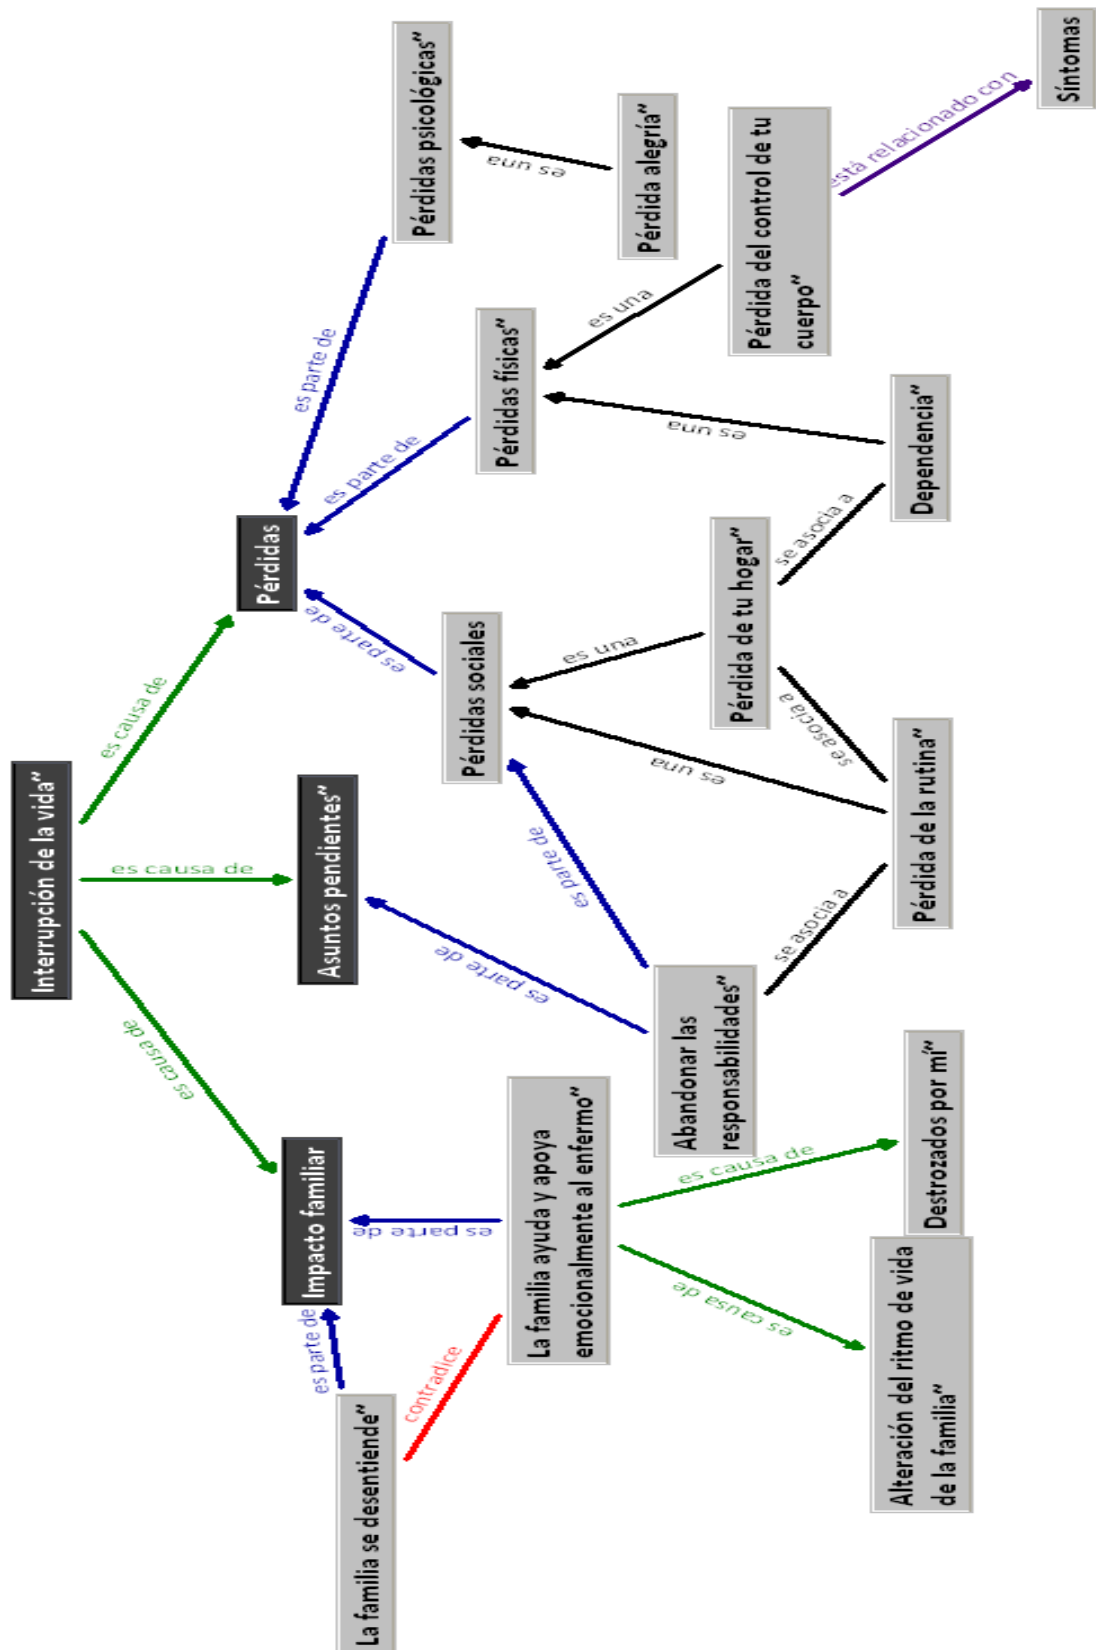 Interrupción de la vida”
es causa de
es causa de
es causa de
Impacto familiar
Asuntos pendientes”
Pérdidas
es parte de
es parte de
es parte de
es parte de
es parte de
es parte de
es parte de
La familia se desentiende”
contradice
La familia ayuda y apoya
emocionalmente al enfermo”
Pérdidas sociales
Pérdidas físicas”
Pérdidas psicológicas”
es causa de
es causa de
Abandonar las
responsabilidades”
es una
es una
es una
es una
es una
Pérdida alegría”
se asocia a
se asocia a
se asocia a
Pérdida de tu hogar”
Pérdida del control de tu
cuerpo”
está relacionado con
Alteración del ritmo de vida
de la familia”
Destrozados por mí”
Pérdida de la rutina”
Dependencia”
Síntomas